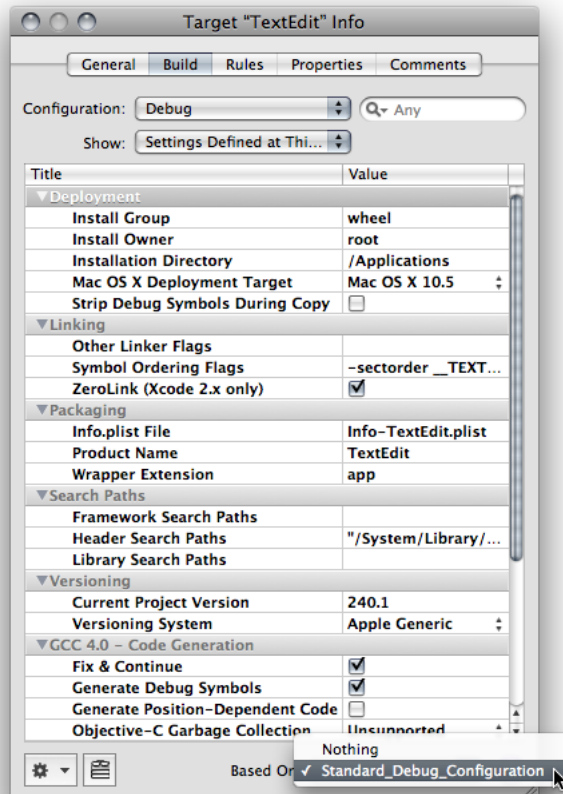 Target “TextEdit” Info
General Build Rules Properties Comments
Configuration: Debug Any
Show: Settings Defined at Thi...
Title Value
Deployment
Install Group wheel
Install Owner root
Installation Directory /Applications
Mac OS X Deployment Target Mac OS X 10.5
Strip Debug Symbols During Copy
Linking
Other Linker Flags
Symbol Ordering Flags -sectorder __TEXT...
ZeroLink (Xcode 2.x only)
Packaging
Info.plist File Info-TextEdit.plist
Product Name TextEdit
Wrapper Extension app
Search Paths
Framework Search Paths
Header Search Paths "/System/Library/...
Library Search Paths
Versioning
Current Project Version 240.1
Versioning System Apple Generic
GCC 4.0 - Code Generation
Fix & Continue
Generate Debug Symbols
Generate Position-Dependent Code
Objective-C Garbage Collection Unsupported
Nothing
Based On Standard_Debug_Configuration